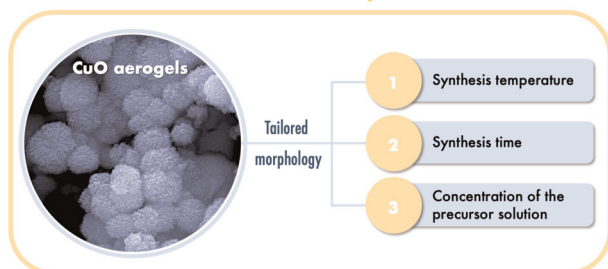 CuO aerogels
Tailored
morphology
1
Synthesis temperature
2
Synthesis time
3
Concentration of the
precursor solution